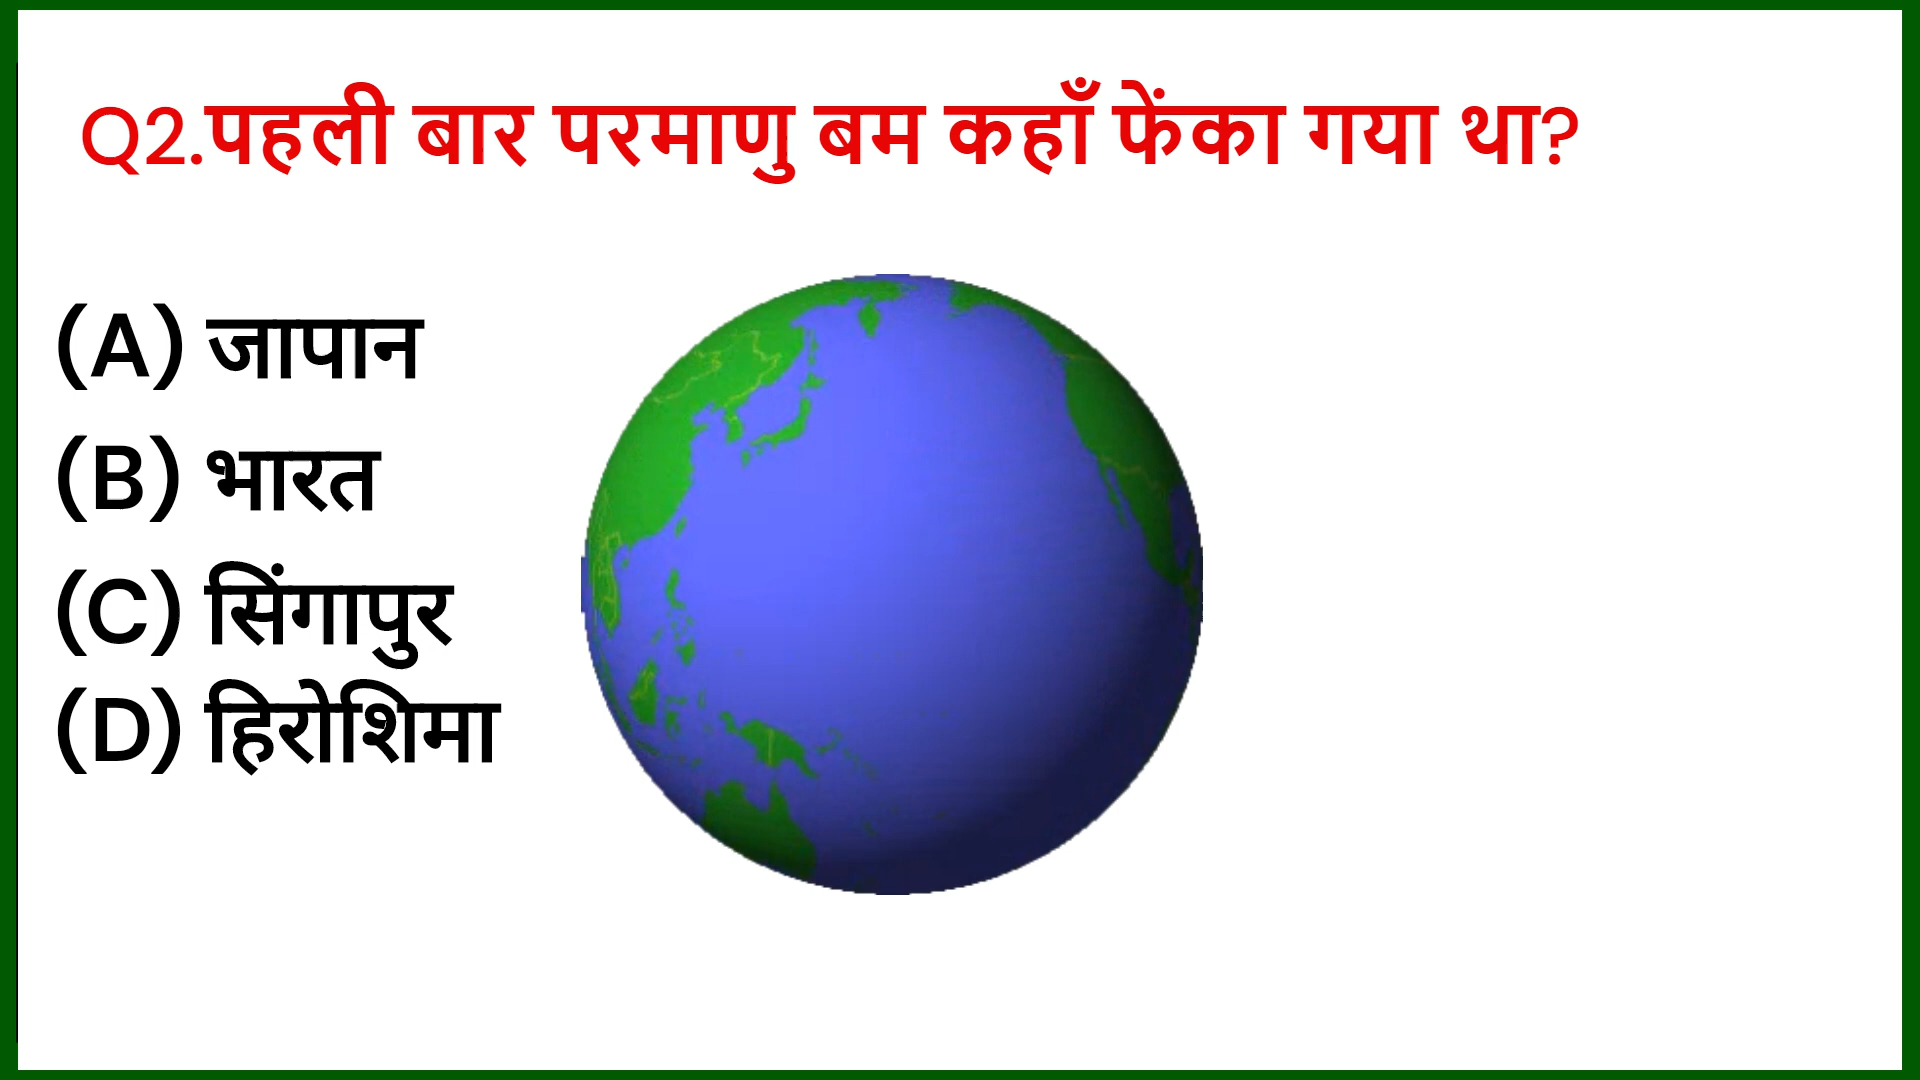 Q2.पहली बार परमाणु बम कहाँ फेंका गया था?
(A) जापान
(B) भारत
(C) सिंगापुर
(D) हिरोशिमा